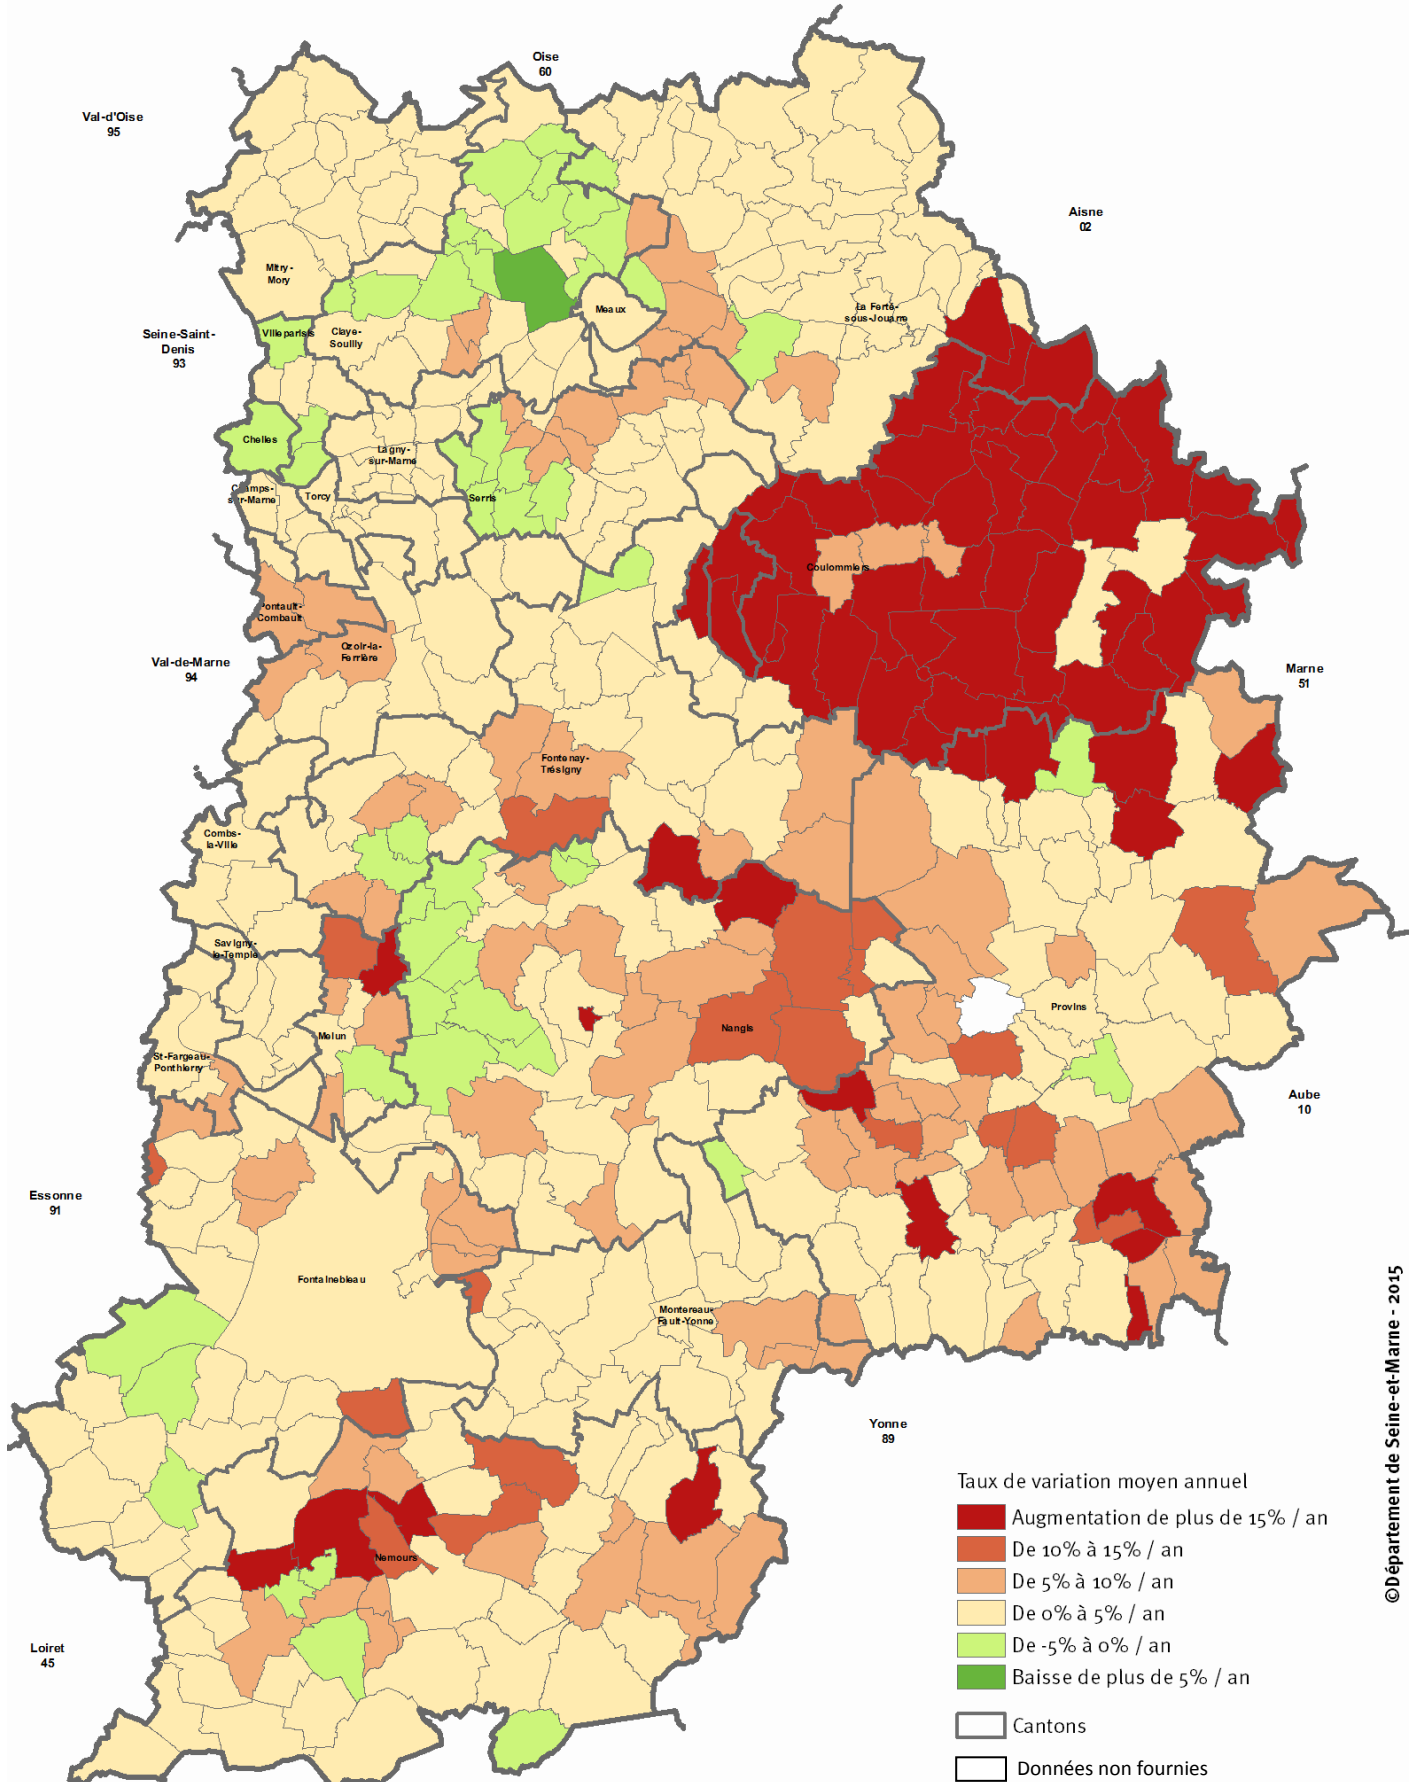 Oise
60
Val-d'Oise
95
Aisne
02
Mitry-
Mory
Meaux
La Ferté-
sous-Jouarre
Seine-Saint-
Denis
93
Villeparisis
Claye-
Souilly
Chelles
Lagny-
sur-Marne
Champs-
sur-Marne
Torcy
Serris
Coulommiers
Pontault-
Combault
Ozoir-la-
Ferrière
Val-de-Marne
94
Marne
51
Fontenay-
Trésigny
Combs-
la-Ville
Savigny-
le-Temple
Provins
Nangis
Melun
St-Fargeau-
Ponthierry
Aube
10
Essonne
91
Fontainebleau
Montereau-
Fault-Yonne
Yonne
89
Nemours
Loiret
45
Taux de variation moyen annuel
Augmentation de plus de 15% / an
De 10% à 15% / an
De 5% à 10% / an
De 0% à 5% / an
De -5% à 0% / an
Baisse de plus de 5% / an
Cantons
Données non fournies
©Département de Seine-et-Marne - 2015